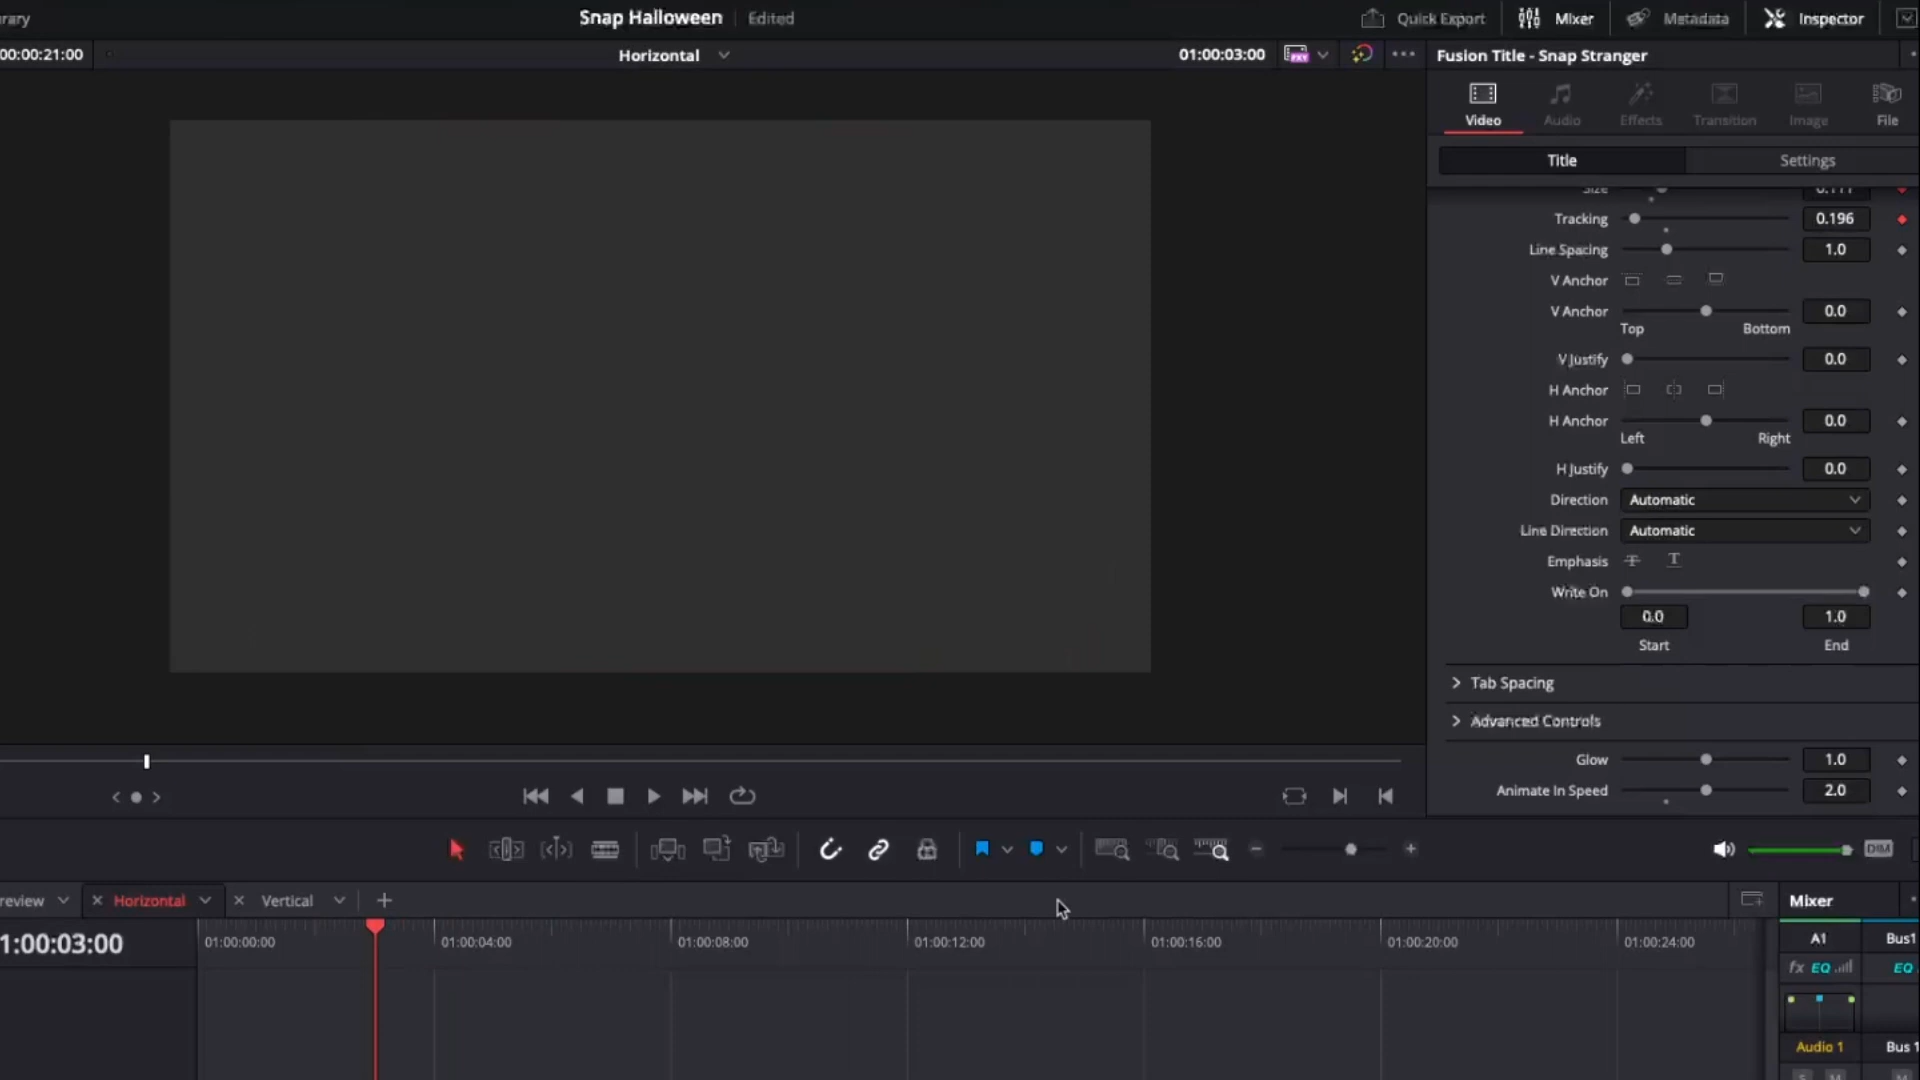 rary
Snap Halloween
Edited
Quick Export
Mixer
Metadata
Inspector
00:00:21:00
Horizontal
01:00:03:00
Fusion Title - Snap Stranger
Video
Audio
Effects
Transition
Image
File
Title
Settings
Size
0.111
Tracking
0.196
Line Spacing
1.0
V Anchor
V Anchor
0.0
Top
Bottom
V Justify
0.0
H Anchor
H Anchor
0.0
Left
Right
H Justify
0.0
Direction
Automatic
Line Direction
Automatic
Emphasis
Write On
0.0
1.0
Start
End
Tab Spacing
Advanced Controls
Glow
1.0
Animate In Speed
2.0
DIM
review
Horizontal
Vertical
Mixer
1:00:03:00
01:00:00:00
01:00:04:00
01:00:08:00
01:00:12:00
01:00:16:00
01:00:20:00
01:00:24:00
A1
Bus1
fx EQ
EQ
Audio 1
Bus 1